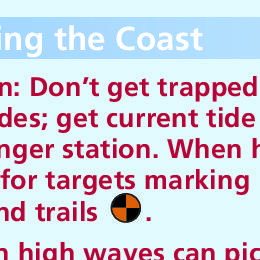 ing the Coast
n: Don't get trapped
des; get current tide
nger station. When h
for targets marking
nd trails .
n high waves can pic